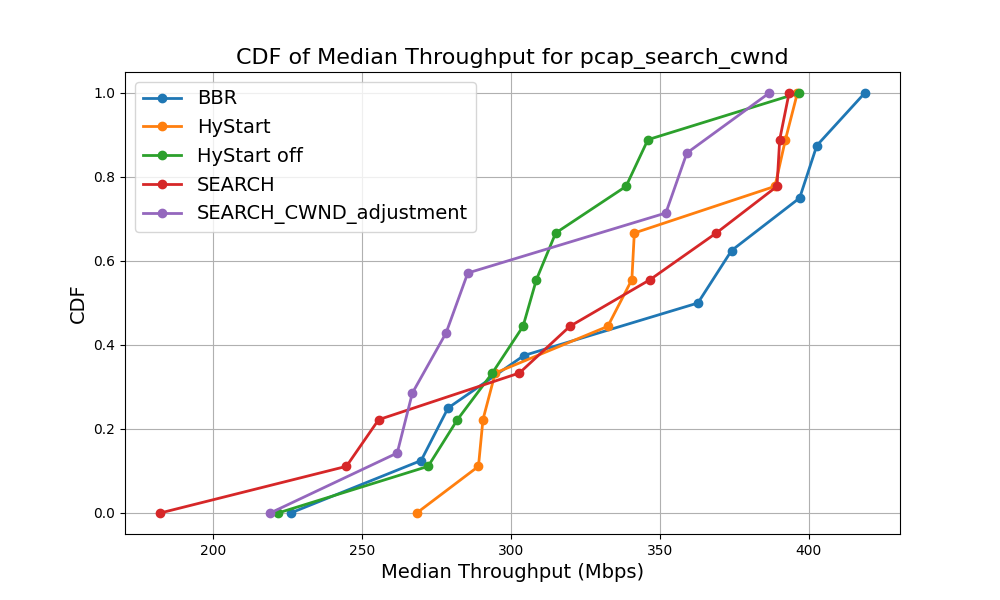 CDF of Median Throughput for pcap_search_cwnd
BBR
HyStart
HyStart off
SEARCH
SEARCH_CWND_adjustment
CDF
1.0
0.8
0.6
0.4
0.2
0.0
200 250 300 350 400
Median Throughput (Mbps)